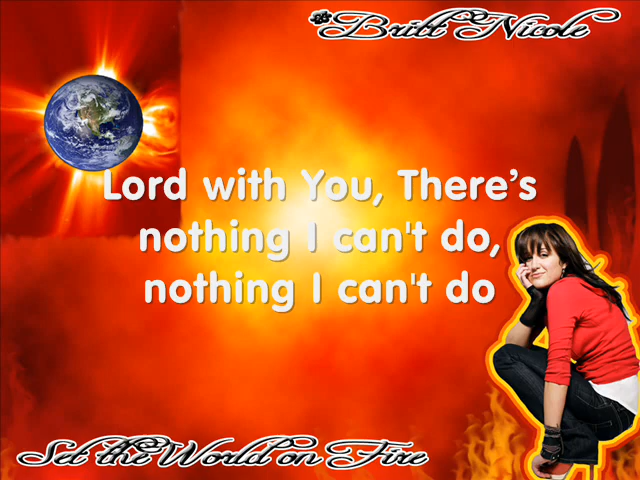 Britt Nicole
Lord with You, There’s
nothing I can't do,
nothing I can't do
Set the World on Fire